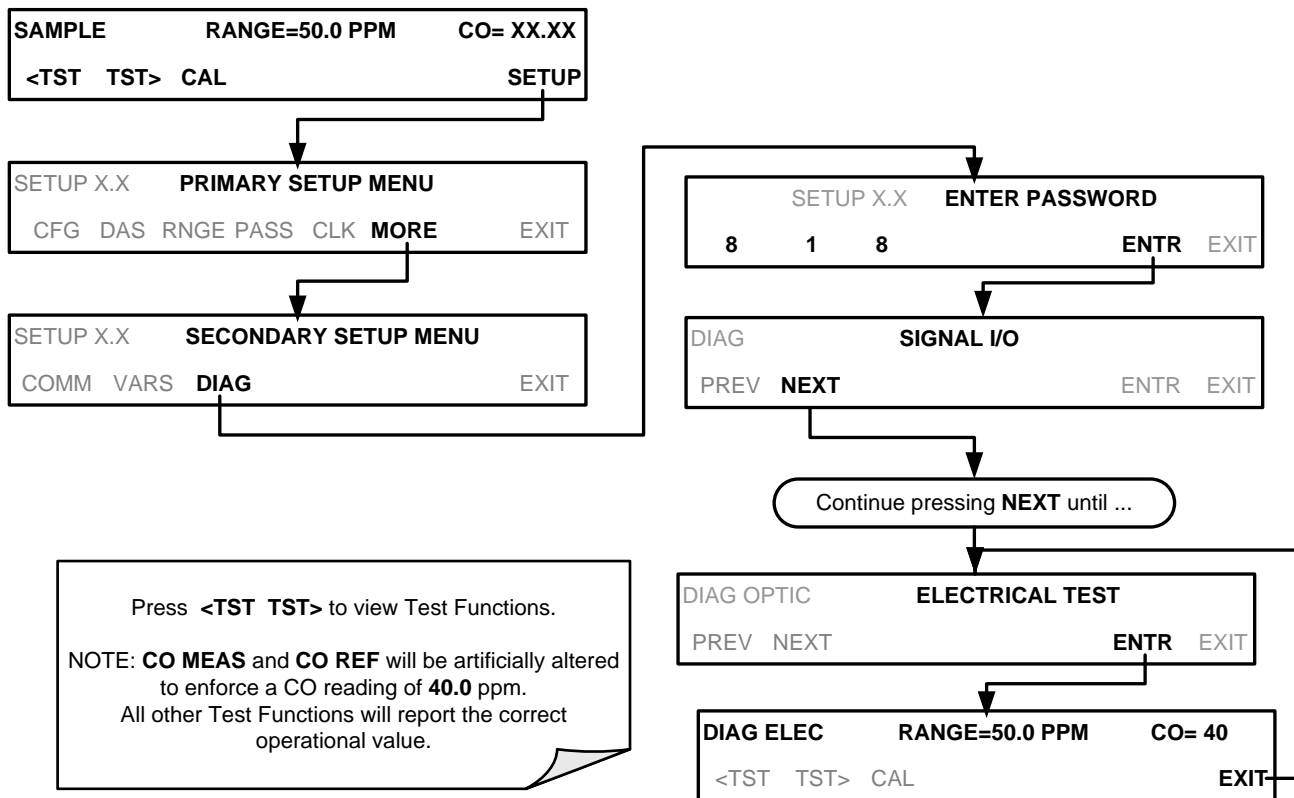 SAMPLE RANGE=50.0 PPM CO= XX.XX
<TST TST> CAL SETUP
SETUP X.X PRIMARY SETUP MENU
CFG DAS RNGE PASS CLK MORE EXIT
SETUP X.X SECONDARY SETUP MENU
COMM VARS DIAG EXIT
SETUP X.X ENTER PASSWORD
8 1 8 ENTR EXIT
DIAG SIGNAL I/O
PREV NEXT ENTR EXIT
Continue pressing NEXT until ...
DIAG OPTIC ELECTRICAL TEST
PREV NEXT ENTR EXIT
DIAG ELEC RANGE=50.0 PPM CO= 40
<TST TST> CAL EXIT
Press <TST TST> to view Test Functions.
NOTE: CO MEAS and CO REF will be artificially altered
to enforce a CO reading of 40.0 ppm.
All other Test Functions will report the correct
operational value.